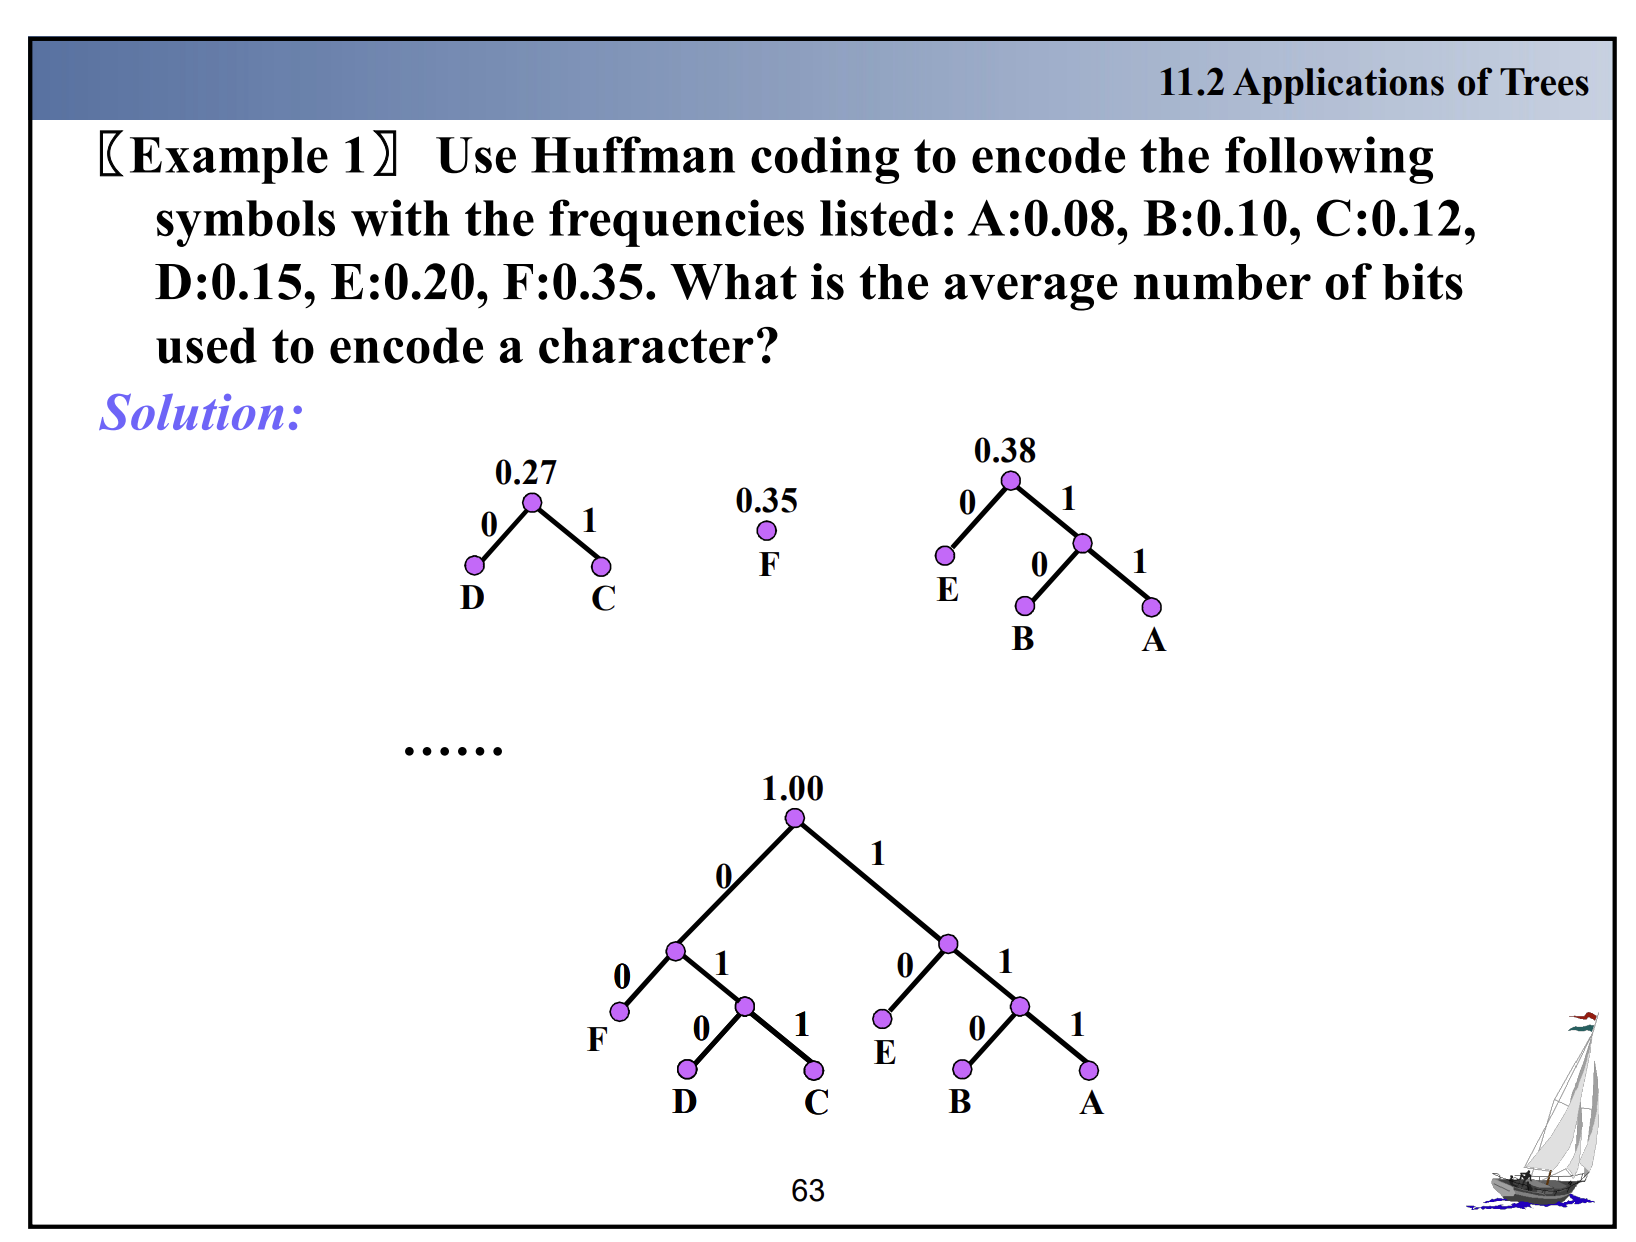 11.2 Applications of Trees
〖Example 1〗 Use Huffman coding to encode the following
symbols with the frequencies listed: A:0.08, B:0.10, C:0.12,
D:0.15, E:0.20, F:0.35. What is the average number of bits
used to encode a character?
Solution:
0.27
0 1
D C
0.35
F
0.38
0 1
E
0 1
B A
……
1.00
0 1
0 1 0 1
F E
0 1 0 1
D C B A
63